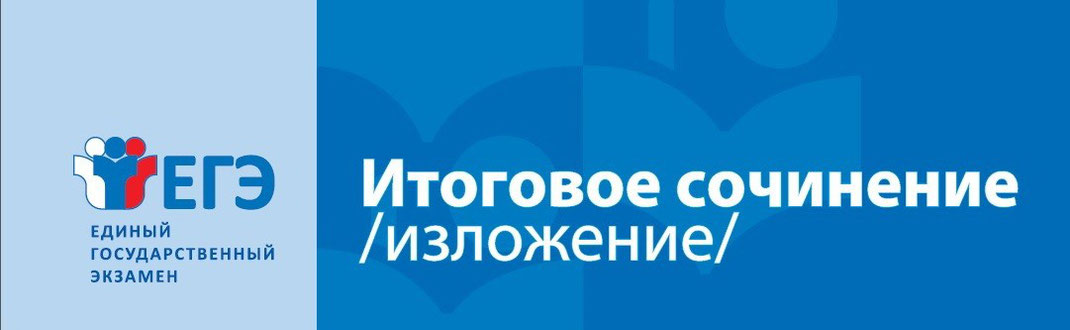 ЕГЭ
ЕДИНЫЙ
ГОСУДАРСТВЕННЫЙ
ЭКЗАМЕН
Итоговое сочинение
/изложение/